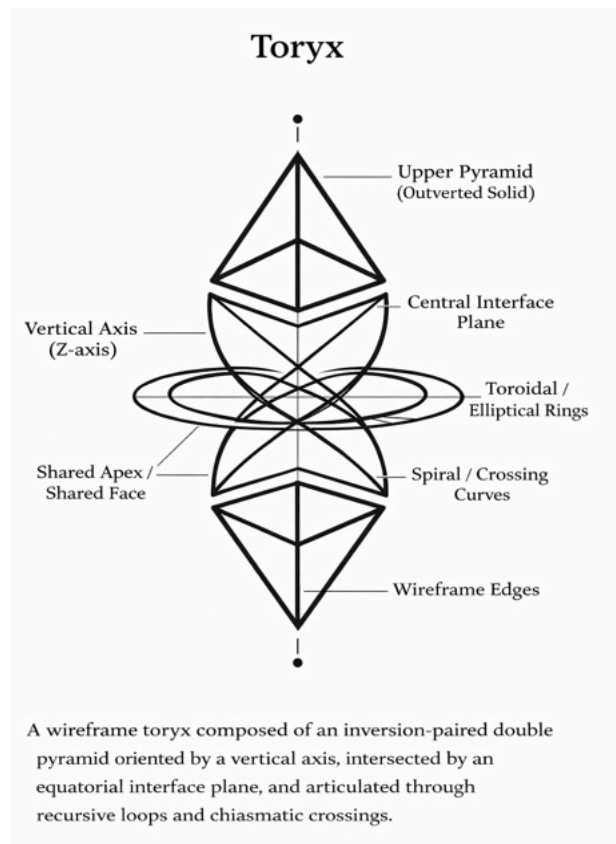 Toryx
Upper Pyramid
(Outverted Solid)
Central Interface
Plane
Vertical Axis
(Z-axis)
Toroidal /
Elliptical Rings
Shared Apex /
Shared Face
Spiral / Crossing
Curves
Wireframe Edges
A wireframe toryx composed of an inversion-paired double
pyramid oriented by a vertical axis, intersected by an
equatorial interface plane, and articulated through
recursive loops and chiasmatic crossings.